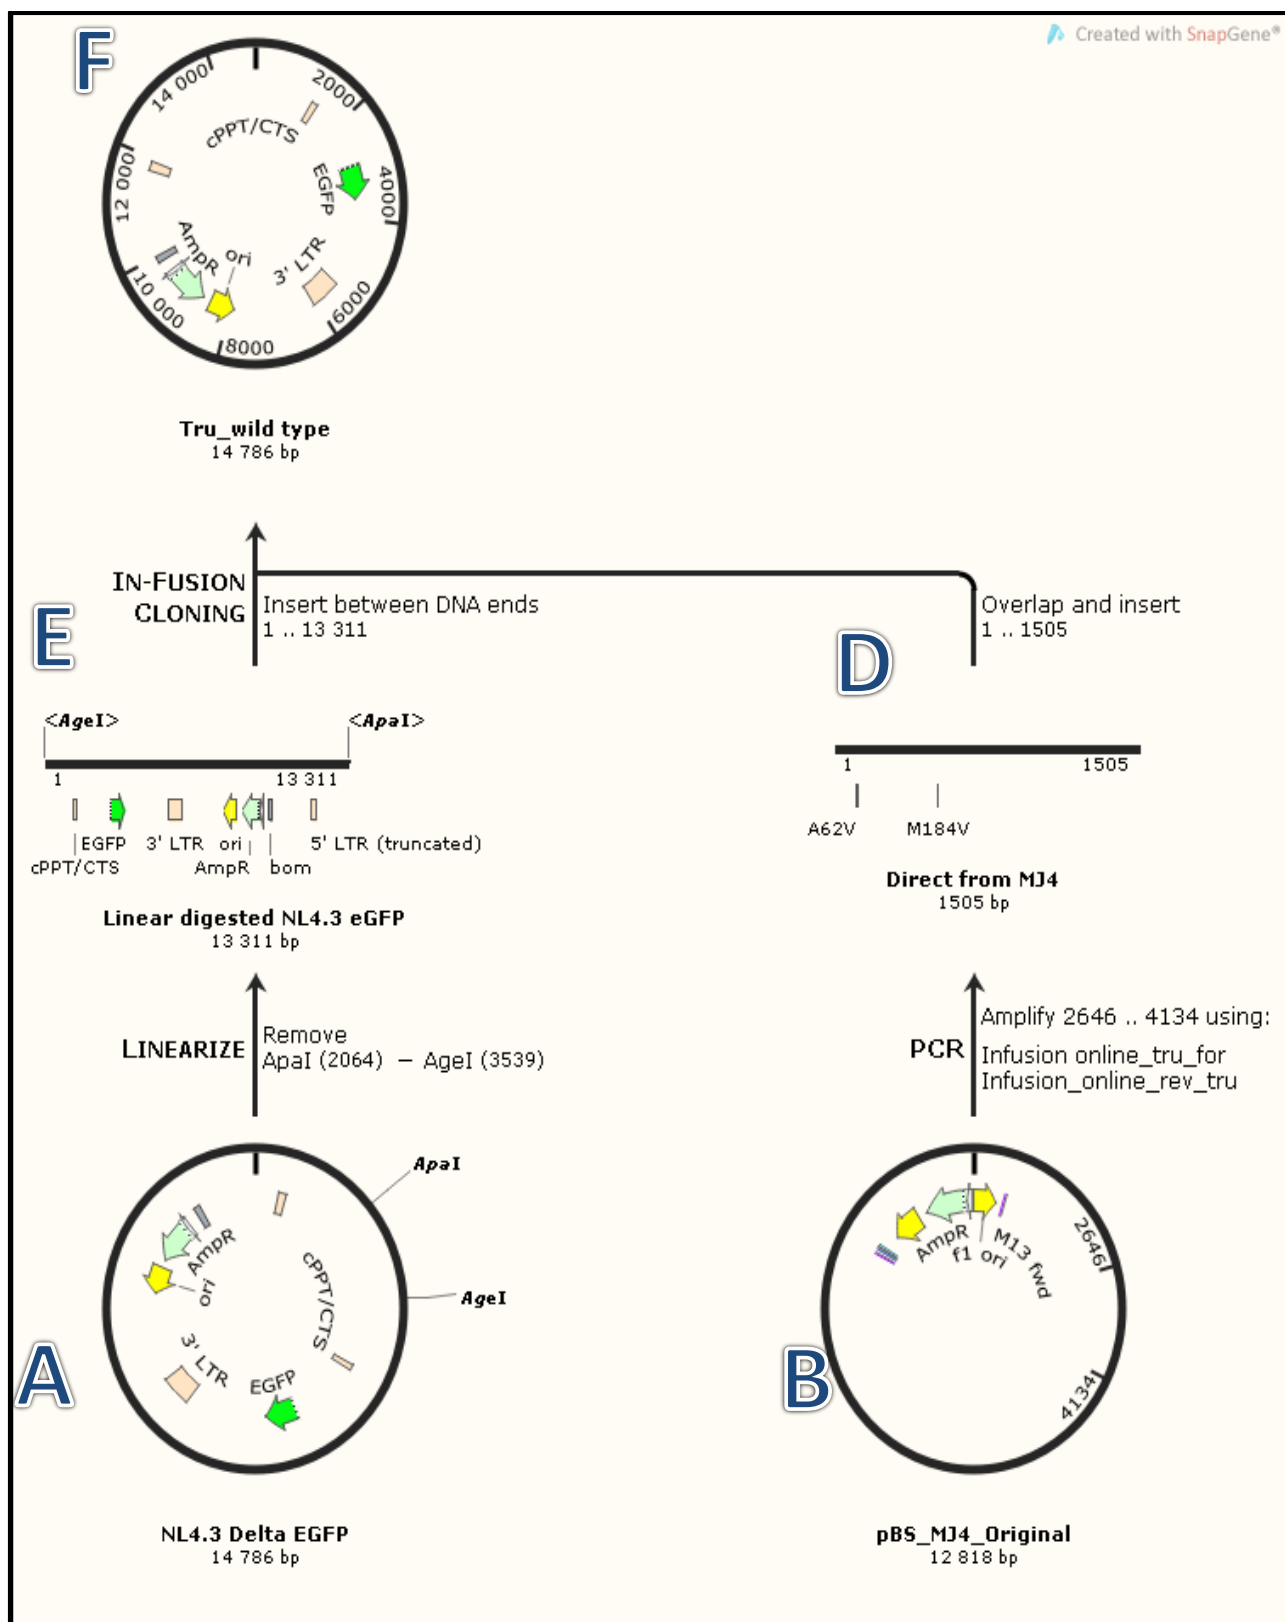 Created with SnapGene®
F
14 000
2000
cPPT/CTS
EGFP
4000
12 000
AmpR
ori
3' LTR
10 000
6000
8000
Tru_wild type
14 786 bp
IN-FUSION
CLONING
Insert between DNA ends
1 .. 13 311
Overlap and insert
1 .. 1505
E
D
<AgeI>
<ApaI>
1
13 311
EGFP
3' LTR
ori
5' LTR (truncated)
cPPT/CTS
AmpR
bom
Linear digested NL4.3 eGFP
13 311 bp
1
1505
A62V
M184V
Direct from MJ4
1505 bp
LINEARIZE
Remove
ApaI (2064) – AgeI (3539)
PCR
Amplify 2646 .. 4134 using:
Infusion online_tru_for
Infusion_online_rev_tru
ApaI
AgeI
AmpR
ori
cPPT/CTS
3' LTR
EGFP
A
NL4.3 Delta EGFP
14 786 bp
AmpR
f1 ori
M13 fwd
2646
4134
B
pBS_MJ4_Original
12 818 bp